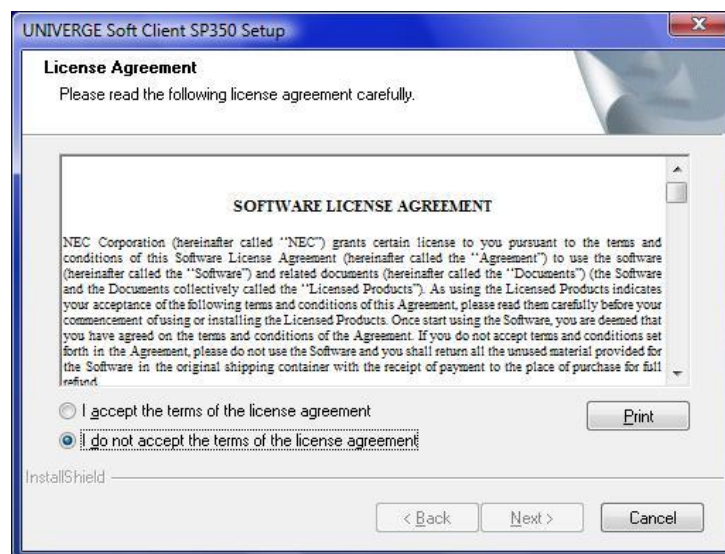 UNIVERGE Soft Client SP350 Setup
License Agreement
Please read the following license agreement carefully.
SOFTWARE LICENSE AGREEMENT
NEC Corporation (hereinafter called ‘‘NEC”) grants certain license to you pursuant to the terms and
conditions of this Software License Agreement (hereinafter called the ‘‘Agreement”) to use the software
(hereinafter called the ‘‘Software”) and related documents (hereinafter called the ‘‘Documents”) (the Software
and the Documents collectively called the ‘‘Licensed Products”). As using the Licensed Products indicates
your acceptance of the following terms and conditions of this Agreement, please read them carefully before your
commencement of using or installing the Licensed Products. Once start using the Software, you are deemed that
you have agreed on the terms and conditions of the Agreement. If you do not accept terms and conditions set
forth in the Agreement, please do not use the Software and you shall return all the unused material provided for
the Software in the original shipping container with the receipt of payment to the place of purchase for full
refund.
I accept the terms of the license agreement
Print
I do not accept the terms of the license agreement
InstallShield
< Back
Next >
Cancel